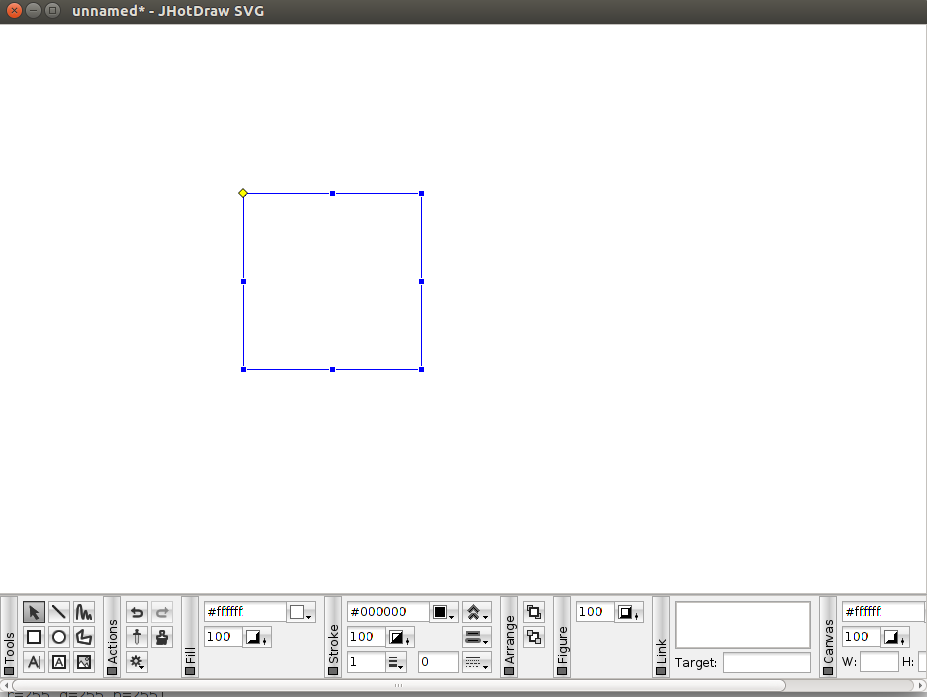 unnamed* - JHotDraw SVG
Tools
Actions
Fill
#ffffff
100
Stroke
#000000
100
1
0
Arrange
Figure
100
Link
Target:
Canvas
#ffffff
100
W:
H: